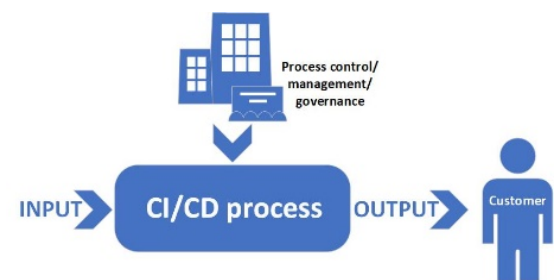 Process control/
management/
governance
INPUT
CI/CD process
OUTPUT
Customer